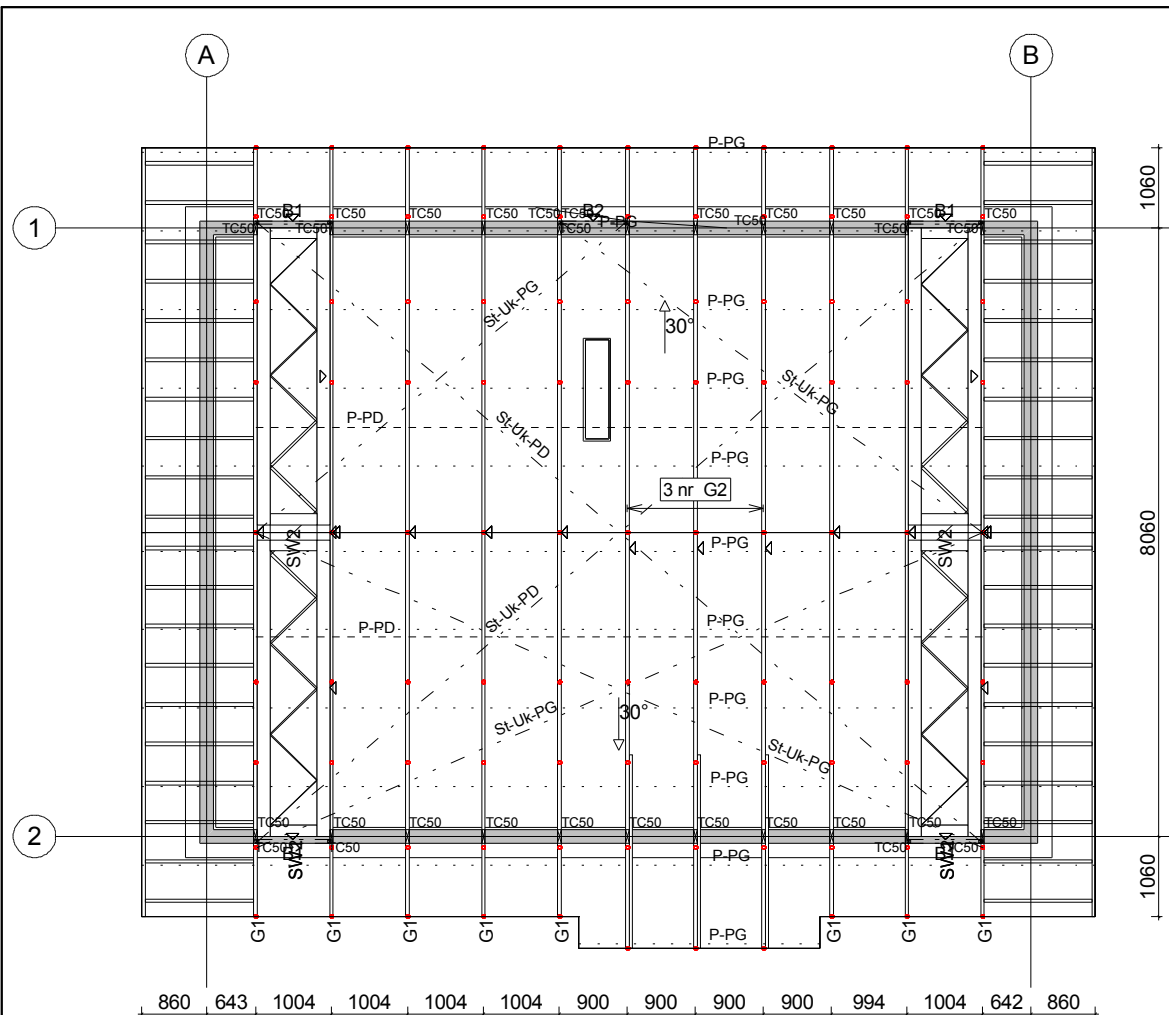 A
B
P-PG
TC50 B1 TC50 TC50 TC50 TC50 TC50 B2 TC50 TC50 TC50 TC50 B1 TC50
1
TC50 TC50 TC50 P-PG TC50 TC50 TC50
1060
St-Uk-PG
P-PG
30°
P-PG
St-Uk-PG
P-PD
St-Uk-PD
P-PG
3 nr G2
SW2
P-PG
SW2
8060
St-Uk-PD
P-PG
P-PD
St-Uk-PG
P-PG
30°
St-Uk-PG
P-PG
TC50 TC50 TC50 TC50 TC50 TC50 TC50 TC50 TC50 TC50
2
TC50 SW2 TC50 P-PG TC50 SW2 TC50
1060
G1 G1 G1 G1 G1 P-PG G1 G1 G1
860 643 1004 1004 1004 1004 900 900 900 900 994 1004 642 860